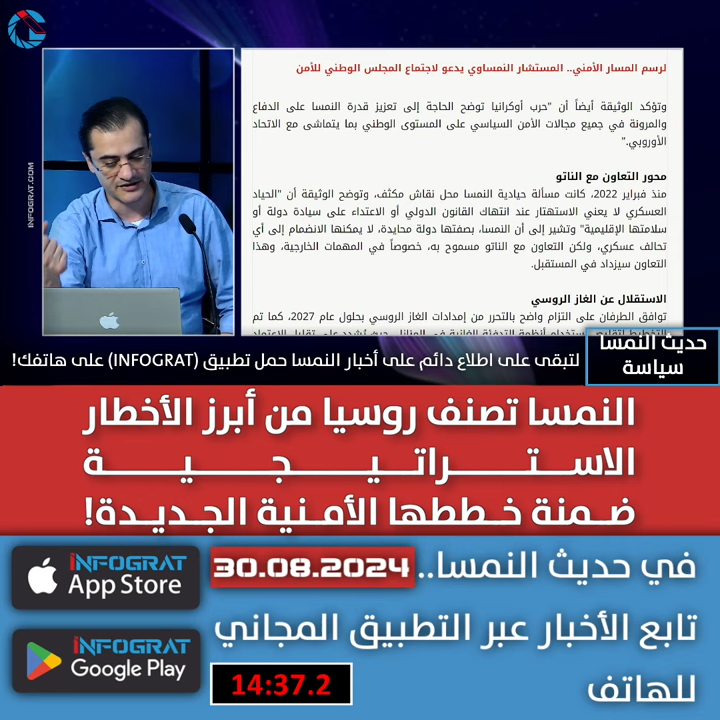 INFOGRAT.COM
لرسم المسار الأمني.. المستشار النمساوي يدعو لاجتماع المجلس الوطني للأمن
وتؤكد الوثيقة أيضاً أن "حرب أوكرانيا توضح الحاجة إلى تعزيز قدرة النمسا على الدفاع
والمرونة في جميع مجالات الأمن السياسي على المستوى الوطني بما يتماشى مع الاتحاد
الأوروبي."
محور التعاون مع الناتو
منذ فبراير 2022، كانت مسألة حيادية النمسا محل نقاش مكثف، وتوضح الوثيقة أن "الحياد
العسكري لا يعني الاستهتار عند انتهاك القانون الدولي أو الاعتداء على سيادة دولة أو
سلامتها الإقليمية" وتشير إلى أن النمسا، بصفتها دولة محايدة، لا يمكنها الانضمام إلى أي
تحالف عسكري، ولكن التعاون مع الناتو مسموح به، خصوصاً في المهمات الخارجية، وهذا
التعاون سيزداد في المستقبل.
الاستقلال عن الغاز الروسي
توافق الطرفان على التزام واضح بالتحرر من إمدادات الغاز الروسي بحلول عام 2027، كما تم
حديث النمسا
سياسة
لتبقى على اطلاع دائم على أخبار النمسا حمل تطبيق (INFOGRAT) على هاتفك!
النمسا تصنف روسيا من أبرز الأخطار
الاستراتيجية
ضمنة خططها الأمنية الجديدة!
في حديث النمسا.. 30.08.2024
تابع الأخبار عبر التطبيق المجاني
للهاتف
INFOGRAT
App Store
INFOGRAT
Google Play
14:37.2